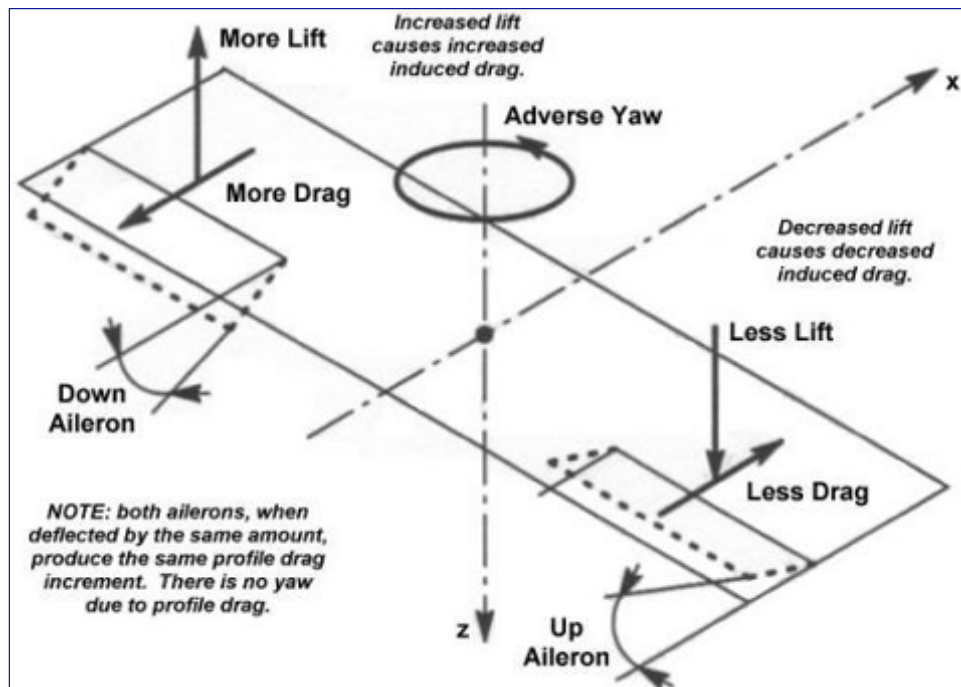 More Lift
Increased lift
causes increased
induced drag.
x
Adverse Yaw
More Drag
Decreased lift
causes decreased
induced drag.
Less Lift
Down
Aileron
Less Drag
NOTE: both ailerons, when
deflected by the same amount,
produce the same profile drag
increment. There is no yaw
due to profile drag.
z
Up
Aileron